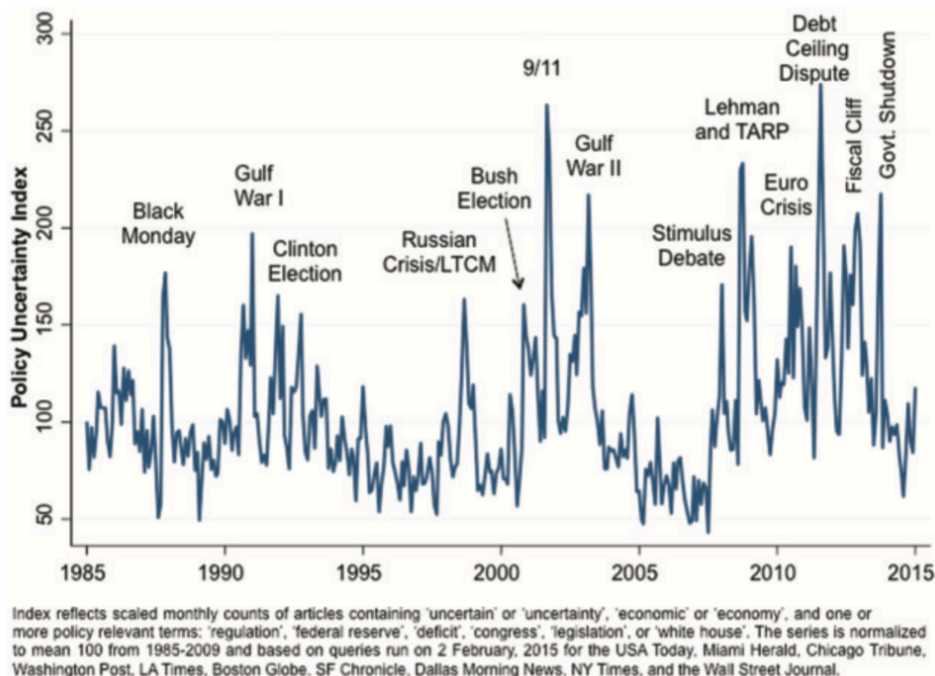 Policy Uncertainty Index
300
250
200
150
100
50
1985
1990
1995
2000
2005
2010
2015
Black
Monday
Gulf
War I
Clinton
Election
Russian
Crisis/LTCM
Bush
Election
9/11
Gulf
War II
Stimulus
Debate
Lehman
and TARP
Euro
Crisis
Debt
Ceiling
Dispute
Fiscal Cliff
Govt. Shutdown
Index reflects scaled monthly counts of articles containing 'uncertain' or 'uncertainty', 'economic' or 'economy', and one or
more policy relevant terms: 'regulation', 'federal reserve', 'deficit', 'congress', 'legislation', or 'white house'. The series is normalized
to mean 100 from 1985-2009 and based on queries run on 2 February, 2015 for the USA Today, Miami Herald, Chicago Tribune,
Washington Post, LA Times, Boston Globe, SF Chronicle, Dallas Morning News, NY Times, and the Wall Street Journal.